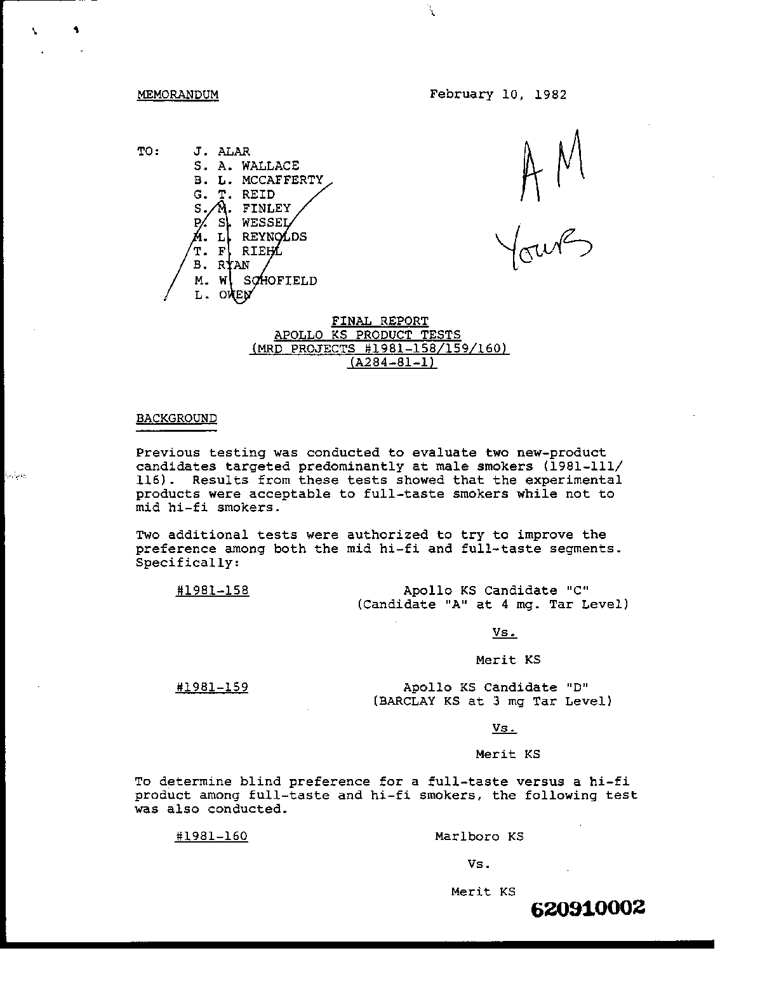 MEMORANDUM February 10, 1982
TO: J. ALAR
S. A. WALLACE
B. L. MCCAFFERTY
G. T. REID
S. M. FINLEY
P. S. WESSEL
M. L. REYNOLDS
T. F. RIEHL
B. RYAN
M. W. SCHOFIELD
L. OWEN
AM
Yours
FINAL REPORT
APOLLO KS PRODUCT TESTS
(MRD PROJECTS #1981-158/159/160)
(A284-81-1)
BACKGROUND
Previous testing was conducted to evaluate two new-product
candidates targeted predominantly at male smokers (1981-111/
116). Results from these tests showed that the experimental
products were acceptable to full-taste smokers while not to
mid hi-fi smokers.
Two additional tests were authorized to try to improve the
preference among both the mid hi-fi and full-taste segments.
Specifically:
#1981-158 Apollo KS Candidate "C"
(Candidate "A" at 4 mg. Tar Level)
Vs.
Merit KS
#1981-159 Apollo KS Candidate "D"
(BARCLAY KS at 3 mg Tar Level)
Vs.
Merit KS
To determine blind preference for a full-taste versus a hi-fi
product among full-taste and hi-fi smokers, the following test
was also conducted.
#1981-160 Marlboro KS
Vs.
Merit KS
620910002